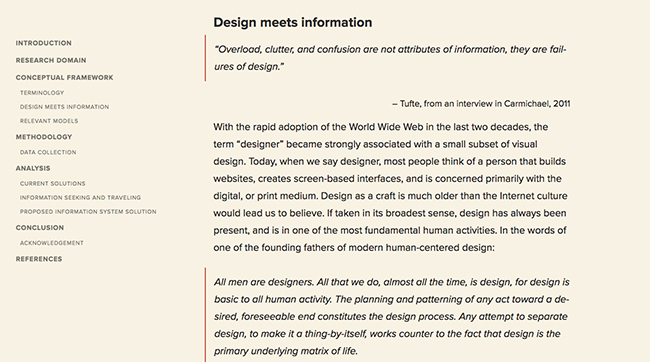 INTRODUCTION
RESEARCH DOMAIN
CONCEPTUAL FRAMEWORK
TERMINOLOGY
DESIGN MEETS INFORMATION
RELEVANT MODELS
METHODOLOGY
DATA COLLECTION
ANALYSIS
CURRENT SOLUTIONS
INFORMATION SEEKING AND TRAVELING
PROPOSED INFORMATION SYSTEM SOLUTION
CONCLUSION
ACKNOWLEDGEMENT
REFERENCES
Design meets information
“Overload, clutter, and confusion are not attributes of information, they are fail-
ures of design.”
– Tufte, from an interview in Carmichael, 2011
With the rapid adoption of the World Wide Web in the last two decades, the
term “designer” became strongly associated with a small subset of visual
design. Today, when we say designer, most people think of a person that builds
websites, creates screen-based interfaces, and is concerned primarily with the
digital, or print medium. Design as a craft is much older than the Internet culture
would lead us to believe. If taken in its broadest sense, design has always been
present, and is in one of the most fundamental human activities. In the words of
one of the founding fathers of modern human-centered design:
All men are designers. All that we do, almost all the time, is design, for design is
basic to all human activity. The planning and patterning of any act toward a de-
sired, foreseeable end constitutes the design process. Any attempt to separate
design, to make it a thing-by-itself, works counter to the fact that design is the
primary underlying matrix of life.